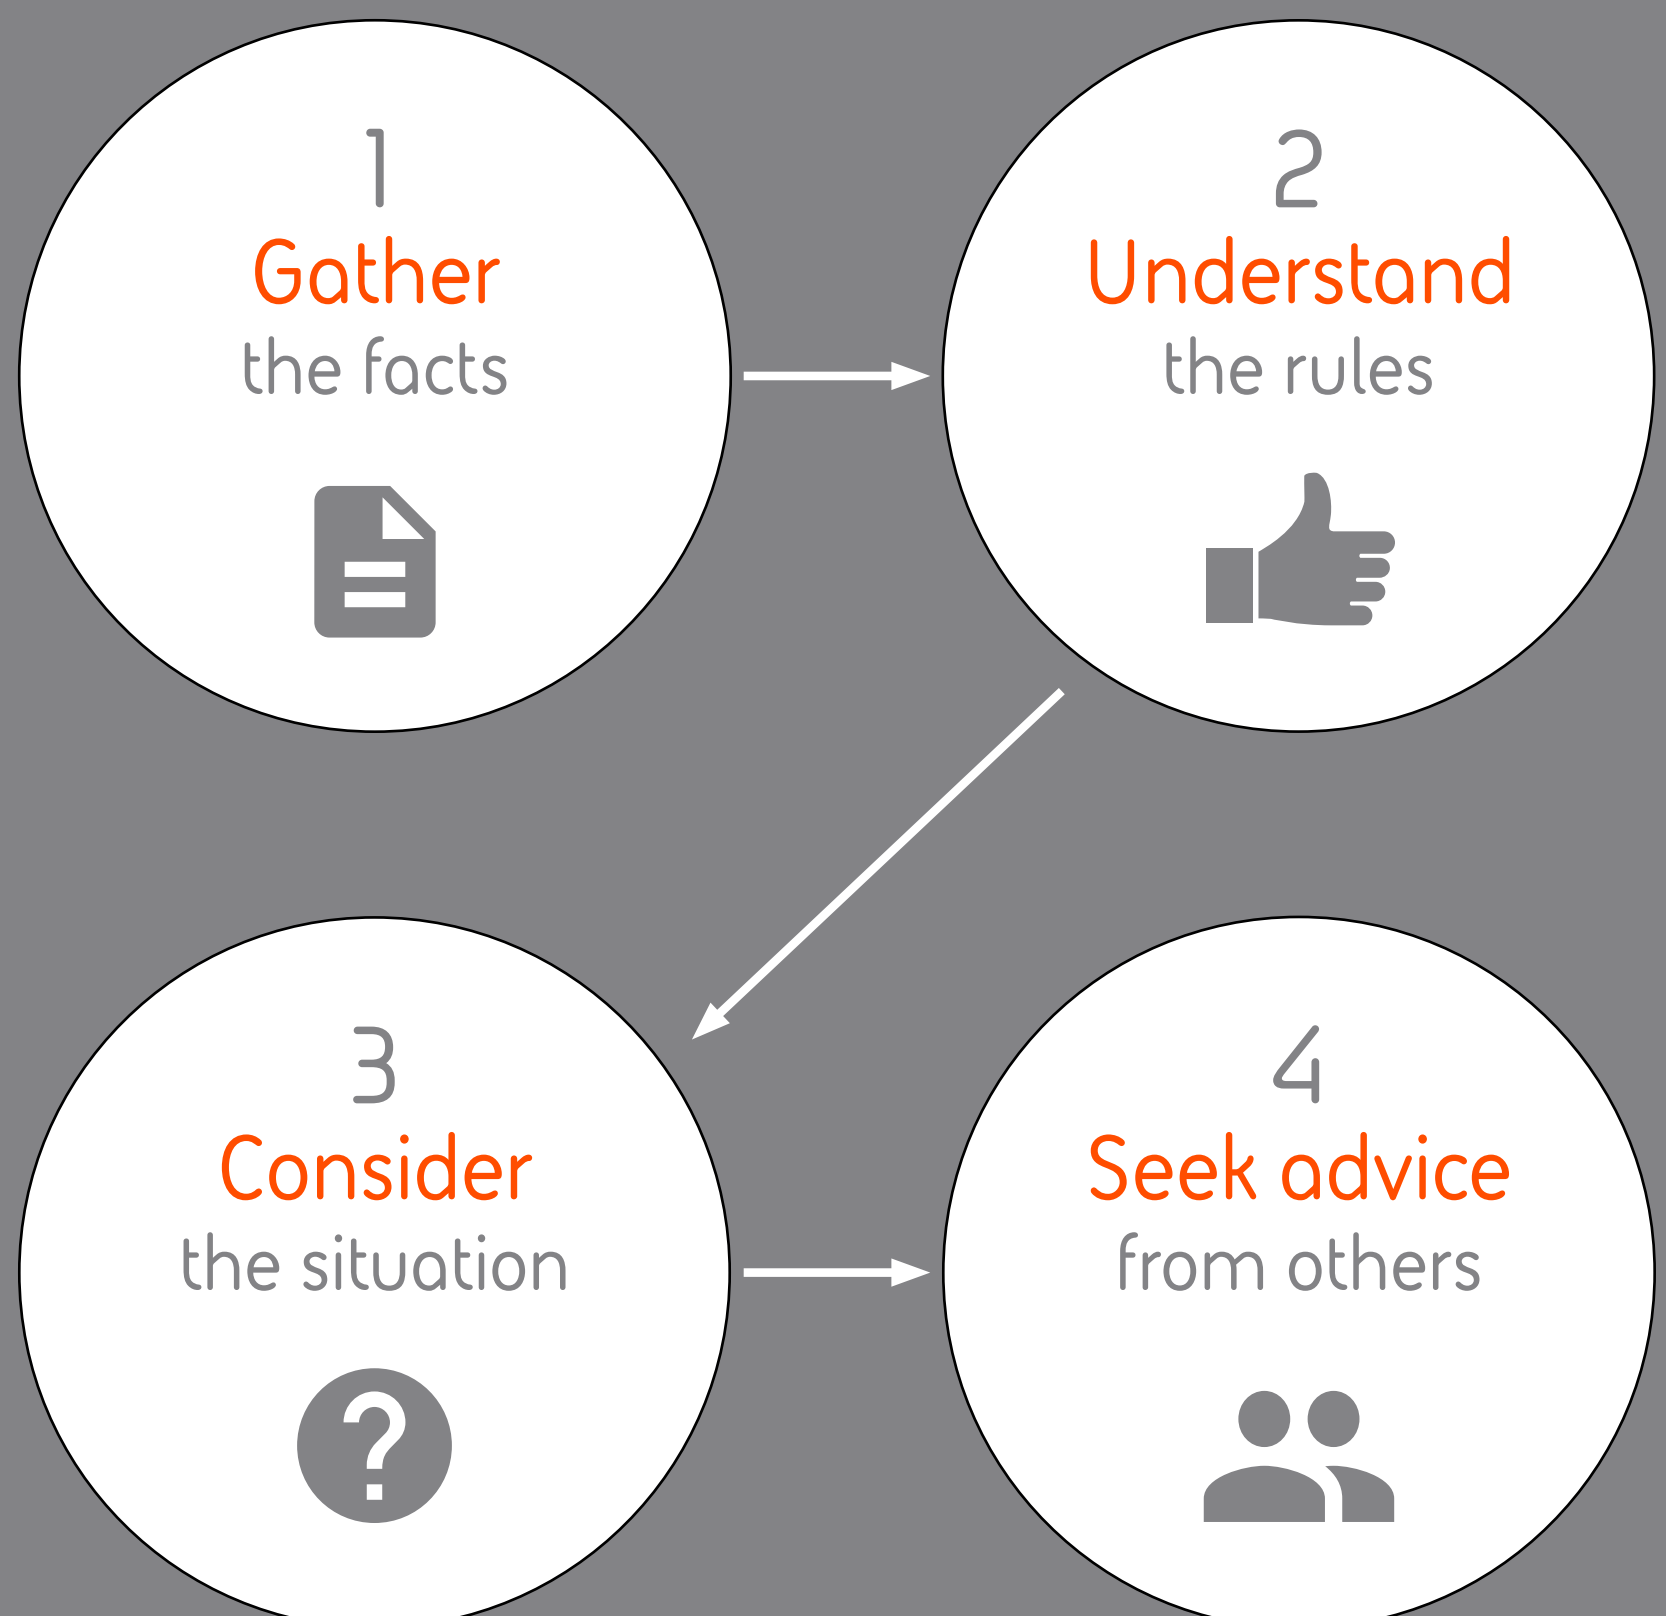 1
Gather
the facts
2
Understand
the rules
3
Consider
the situation
?
4
Seek advice
from others